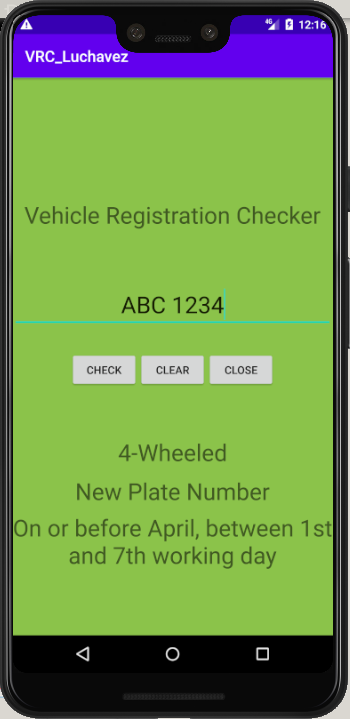 4G 12:16
VRC_Luchavez
Vehicle Registration Checker
ABC 1234
CHECK CLEAR CLOSE
4-Wheeled
New Plate Number
On or before April, between 1st
and 7th working day